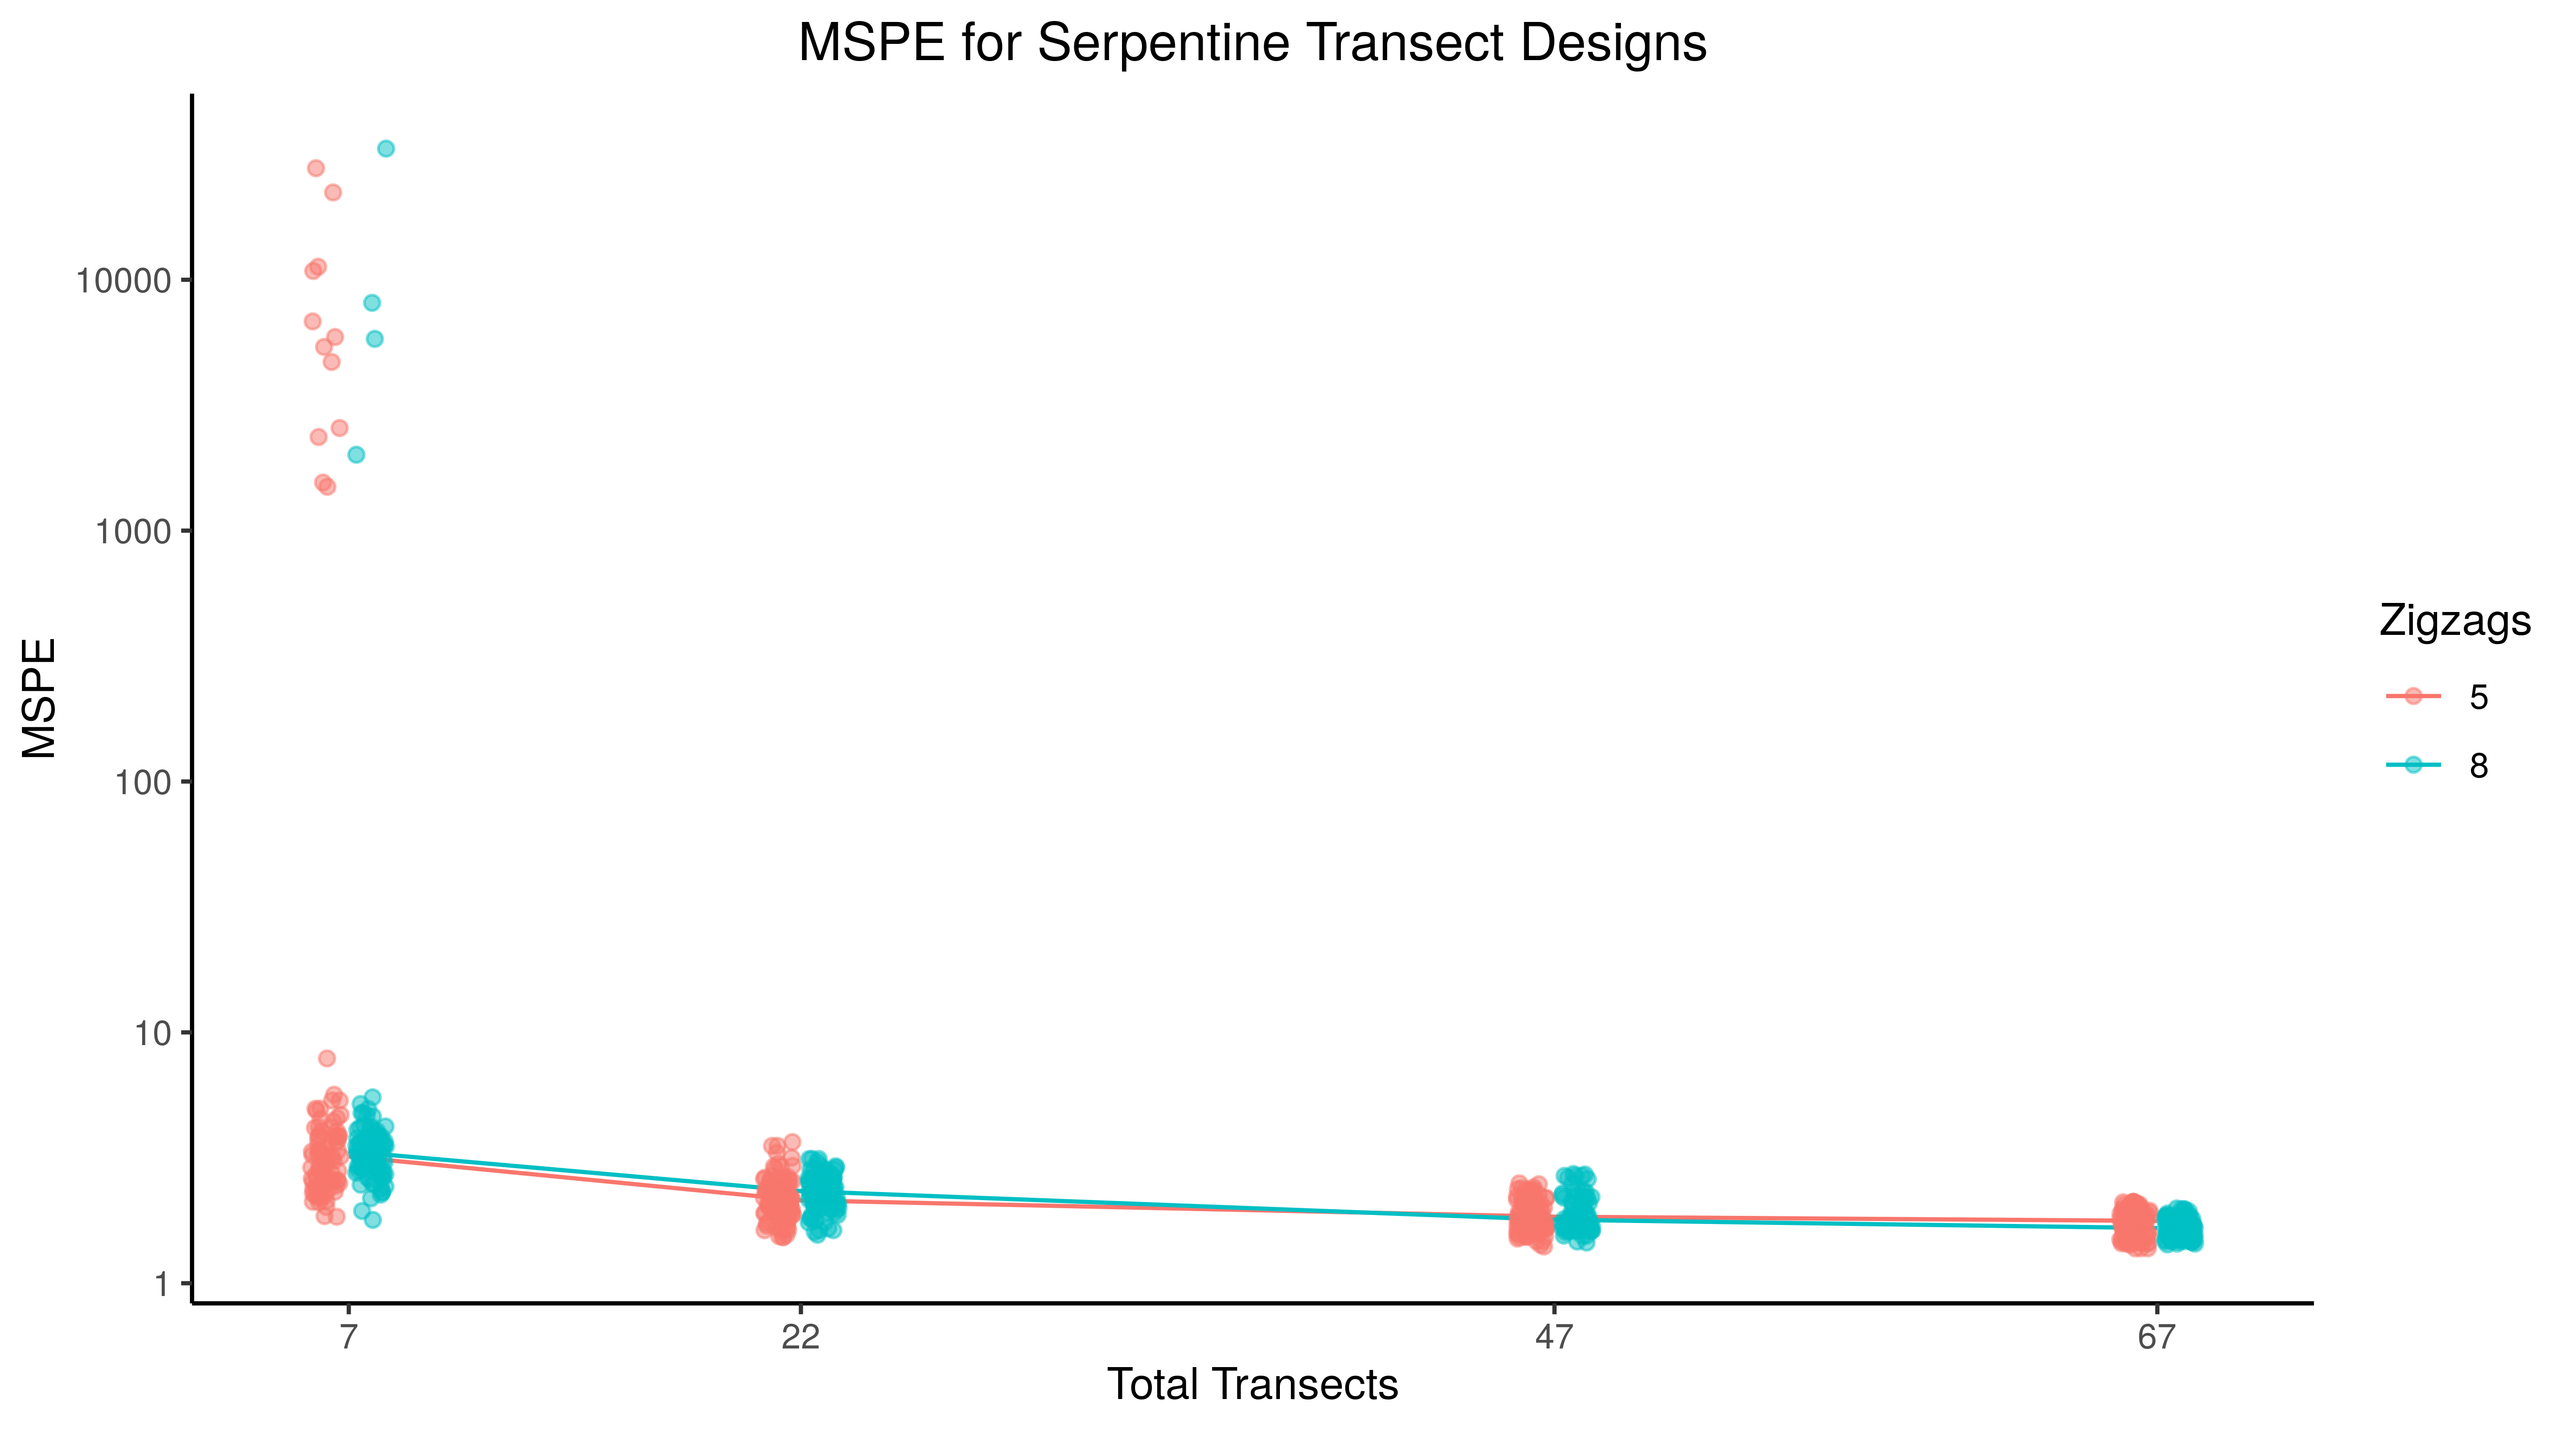 MSPE for Serpentine Transect Designs
MSPE
10000
1000
100
10
1
7 22 47 67
Total Transects
Zigzags
5
8